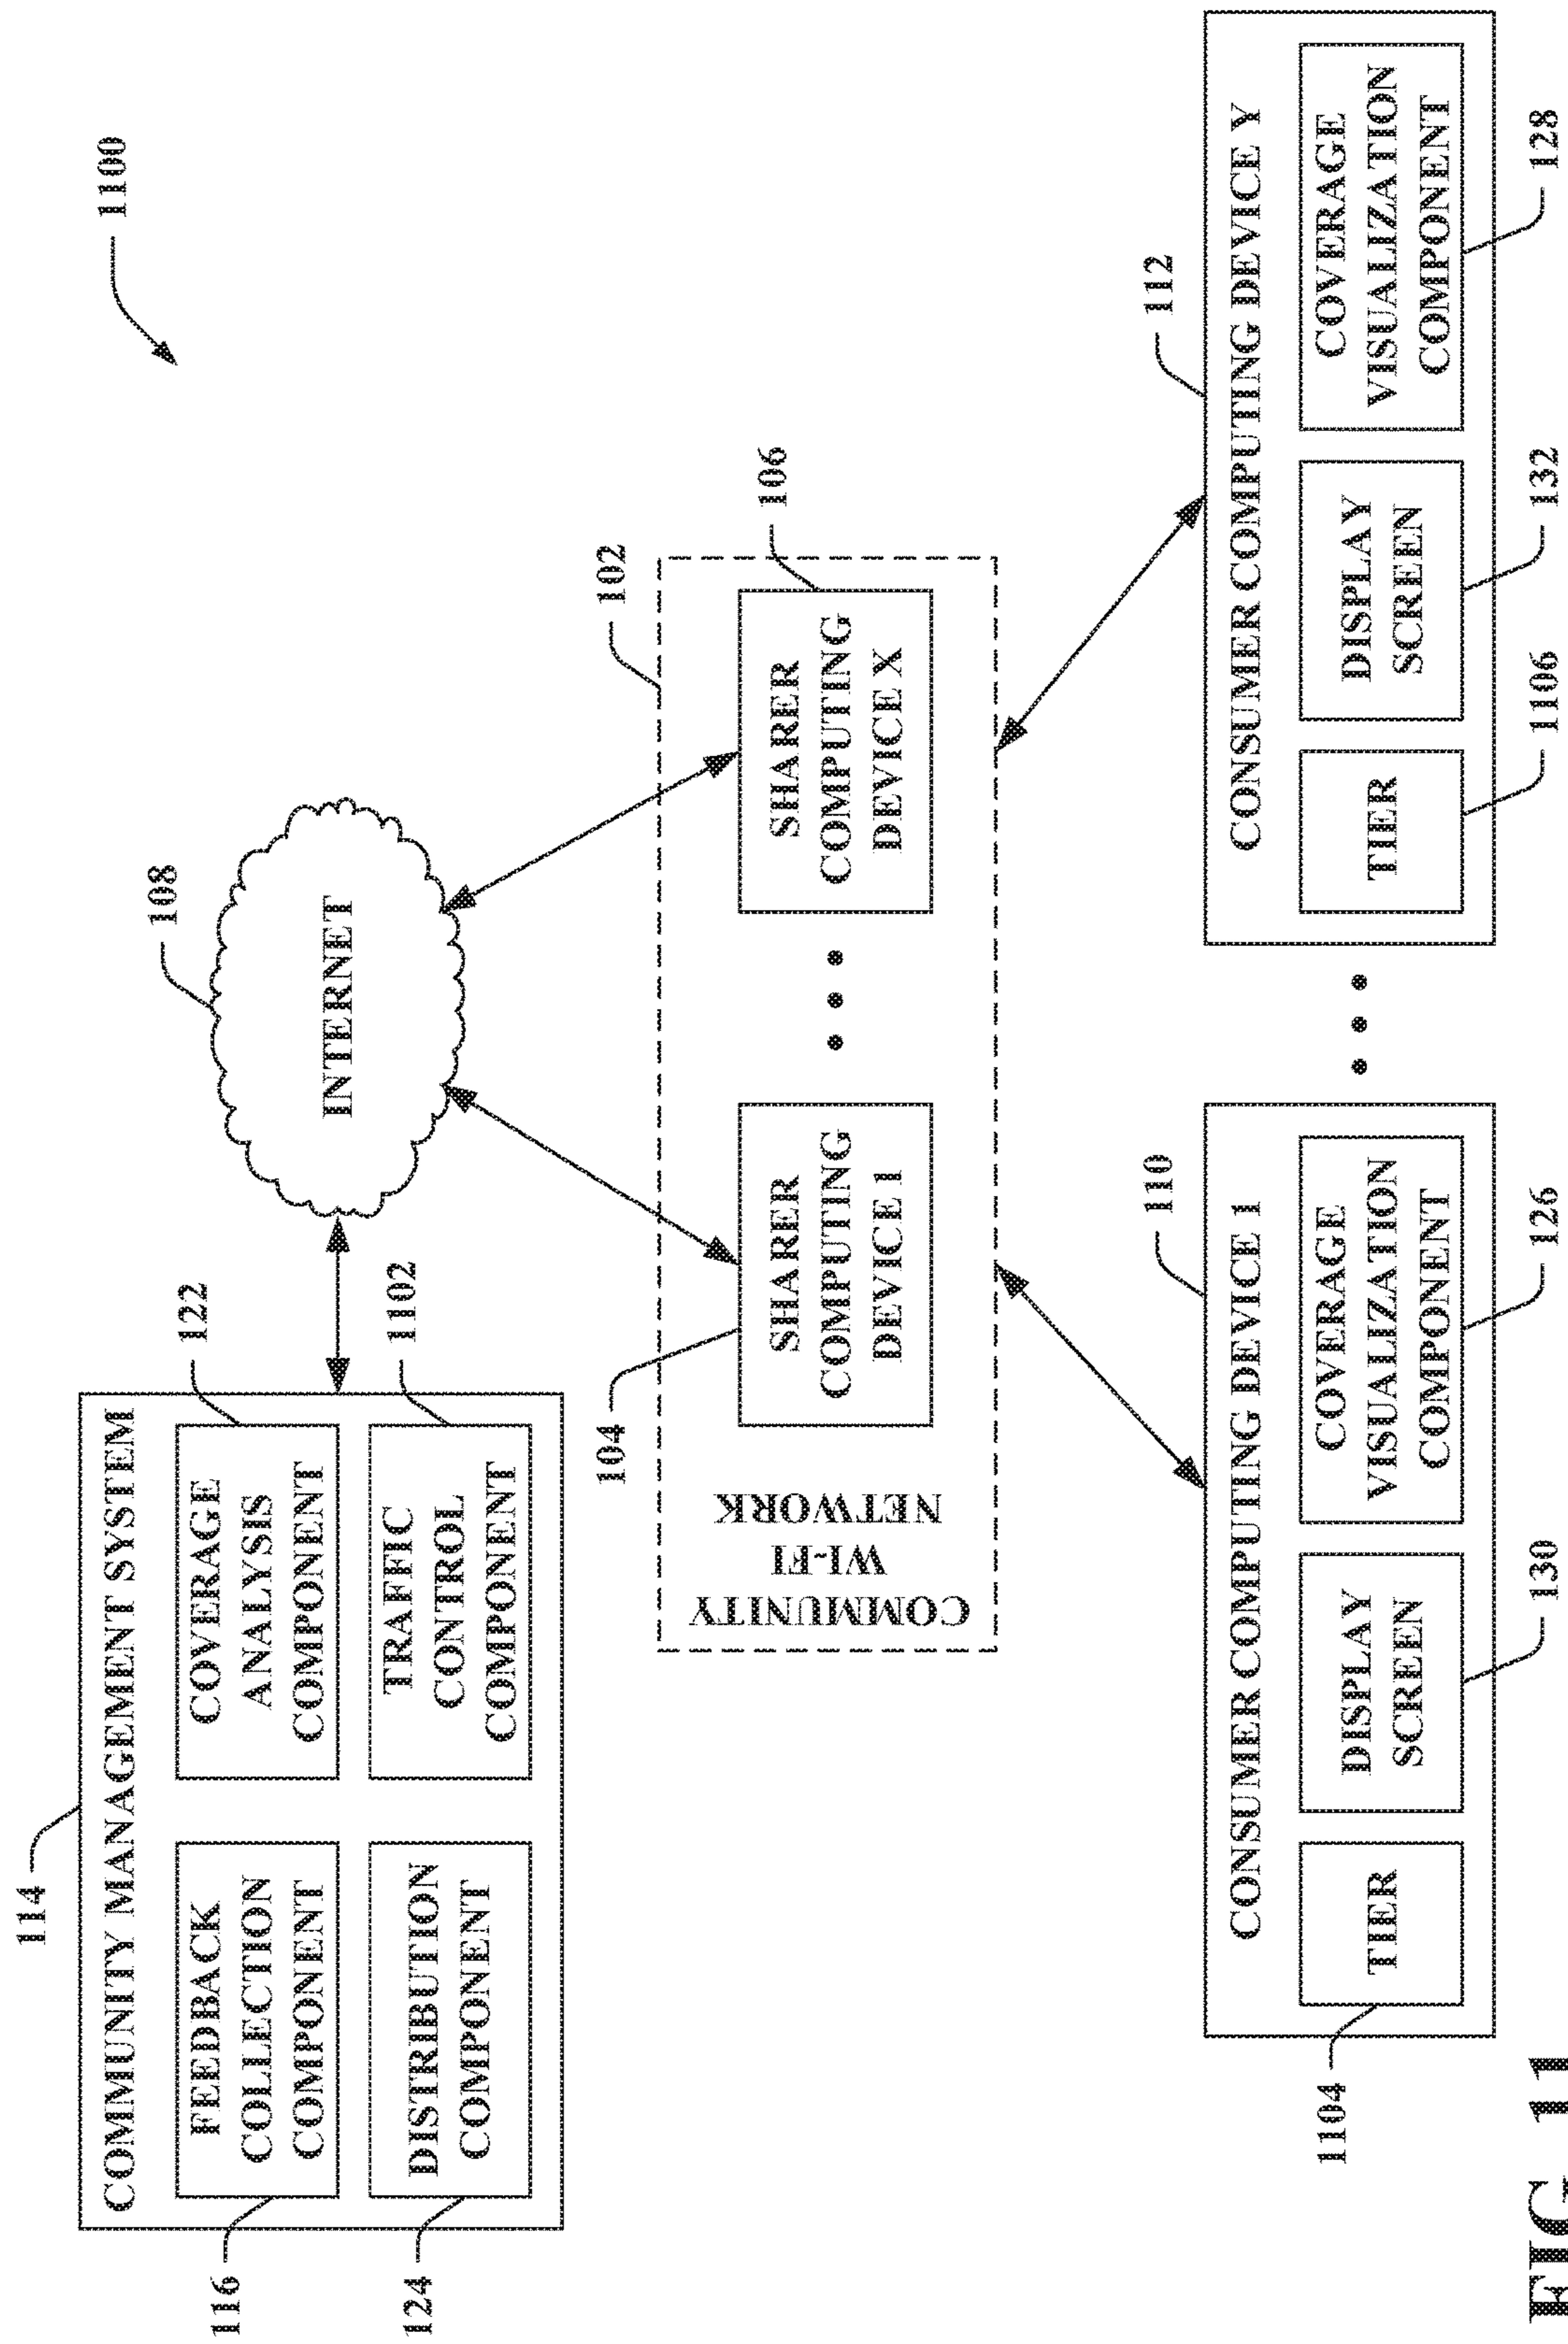 1100
114
COMMUNITY MANAGEMENT SYSTEM
116
FEEDBACK
COLLECTION
COMPONENT
COVERAGE
ANALYSIS
COMPONENT
122
124
DISTRIBUTION
COMPONENT
TRAFFIC
CONTROL
COMPONENT
1102
108
INTERNET
102
COMMUNITY
WI-FI
NETWORK
104
SHARER
COMPUTING
DEVICE 1
106
SHARER
COMPUTING
DEVICE X
110
CONSUMER COMPUTING DEVICE 1
1104
TIER
DISPLAY
SCREEN
130
COVERAGE
VISUALIZATION
COMPONENT
126
112
CONSUMER COMPUTING DEVICE Y
TIER
1106
DISPLAY
SCREEN
132
COVERAGE
VISUALIZATION
COMPONENT
128
FIG. 11